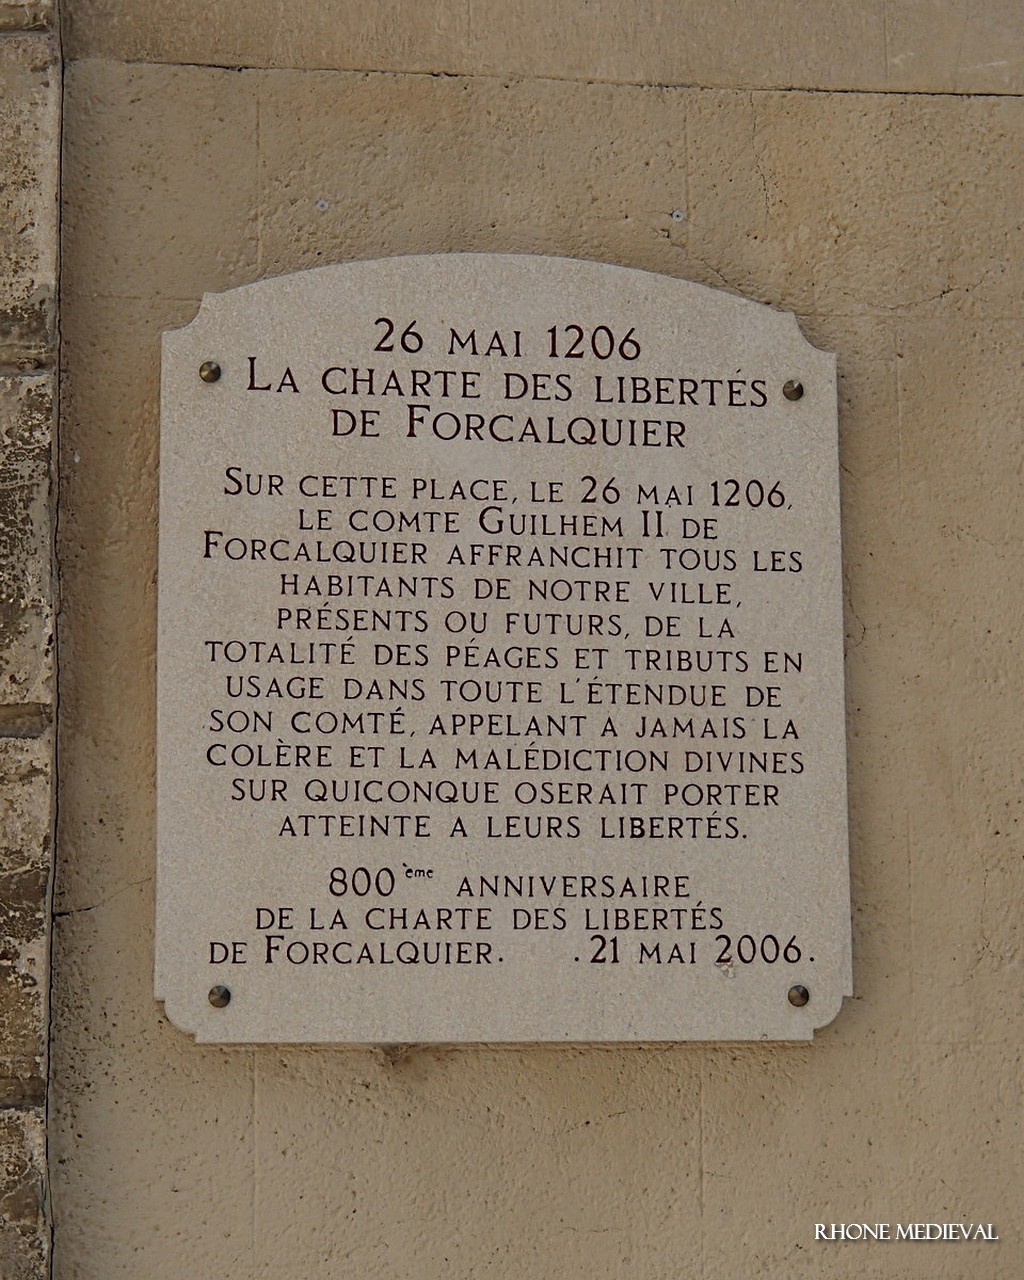 26 MAI 1206
LA CHARTE DES LIBERTÉS
DE FORCALQUIER
SUR CETTE PLACE, LE 26 MAI 1206,
LE COMTE GUILHEM II DE
FORCALQUIER AFFRANCHIT TOUS LES
HABITANTS DE NOTRE VILLE,
PRÉSENTS OU FUTURS, DE LA
TOTALITÉ DES PÉAGES ET TRIBUTS EN
USAGE DANS TOUTE L'ÉTENDUE DE
SON COMTÉ, APPELANT A JAMAIS LA
COLÈRE ET LA MALÉDICTION DIVINES
SUR QUICONQUE OSERAIT PORTER
ATTEINTE A LEURS LIBERTÉS.
800ème ANNIVERSAIRE
DE LA CHARTE DES LIBERTÉS
DE FORCALQUIER. .21 MAI 2006.
RHONE MEDIEVAL